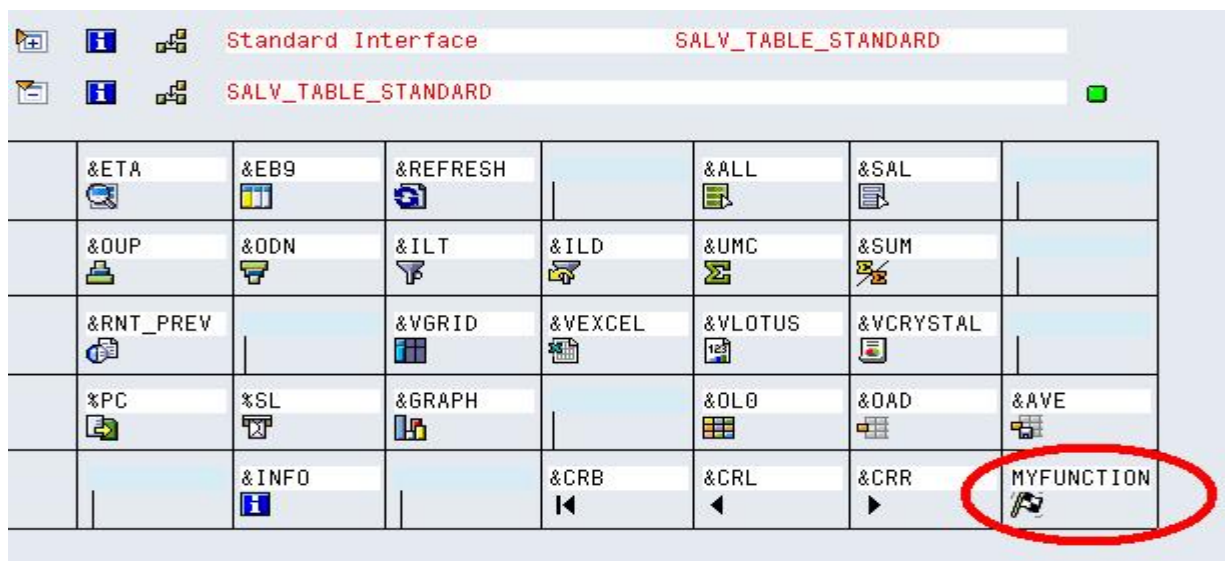 Standard Interface SALV_TABLE_STANDARD
SALV_TABLE_STANDARD
&ETA &EB9 &REFRESH &ALL &SAL
&OUP &ODN &ILT &ILD &UMC &SUM
&RNT_PREV &VGRID &VEXCEL &VLOTUS &VCRYSTAL
%PC %SL &GRAPH &OL0 &OAD &AVE
&INFO &CRB &CRL &CRR MYFUNCTION